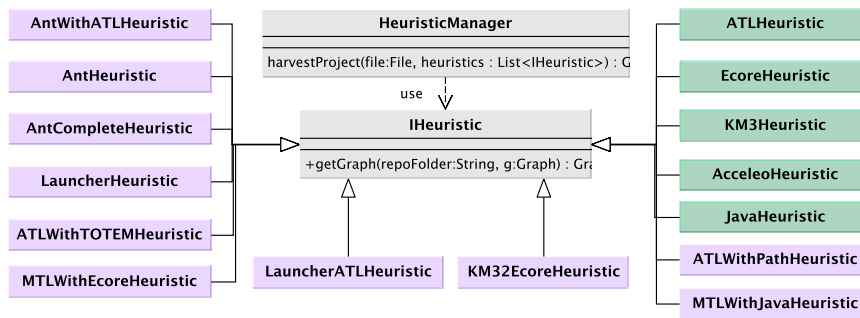 AntWithATLHeuristic
AntHeuristic
AntCompleteHeuristic
LauncherHeuristic
ATLWithTOTEMHeuristic
MTLWithEcoreHeuristic
HeuristicManager
harvestProject(file:File, heuristics : List<IHeuristic>) : G
use
IHeuristic
+getGraph(repoFolder:String, g:Graph) : Gra
LauncherATLHeuristic
KM32EcoreHeuristic
ATLHeuristic
EcoreHeuristic
KM3Heuristic
AcceleoHeuristic
JavaHeuristic
ATLWithPathHeuristic
MTLWithJavaHeuristic